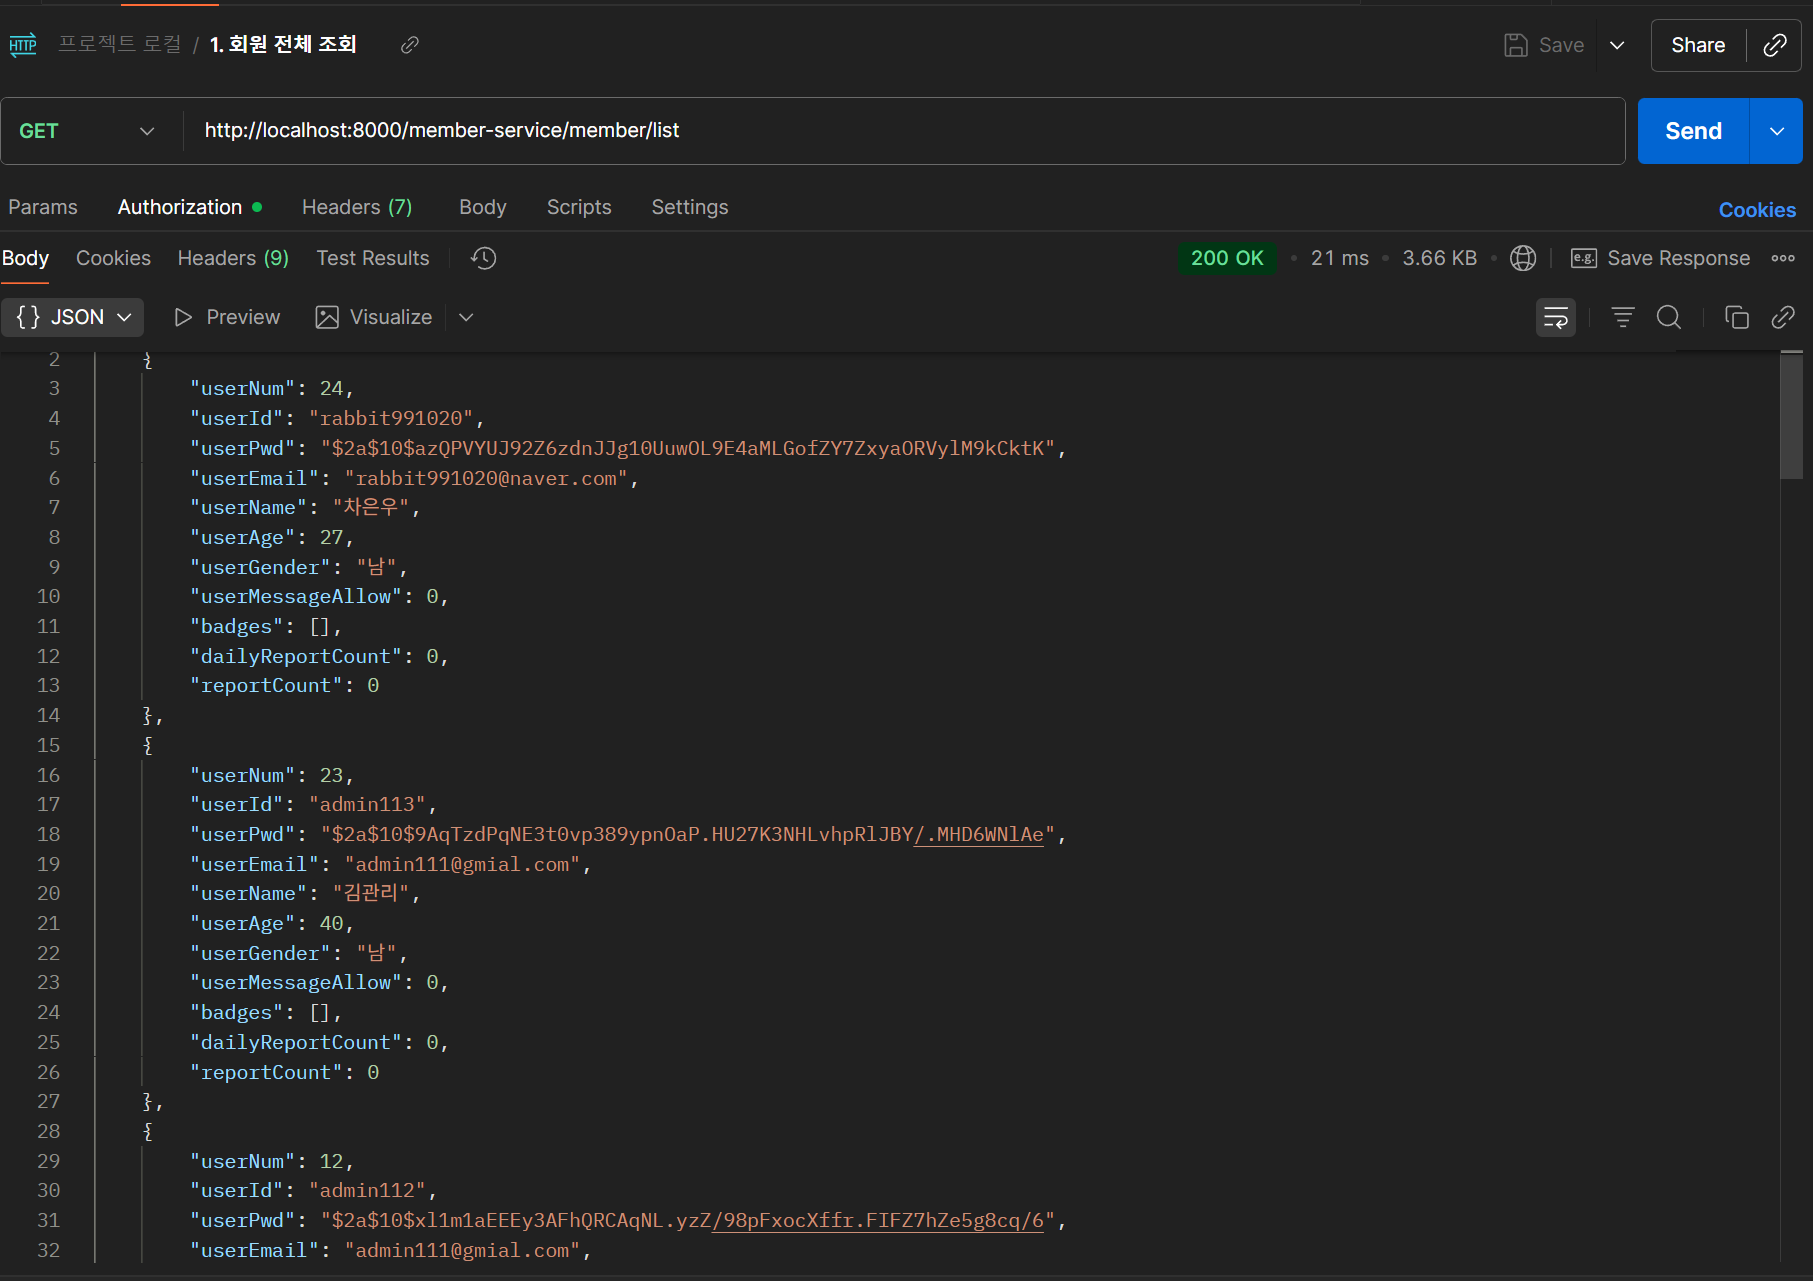 HTTP 프로젝트 로컬 / 1. 회원 전체 조회 Save Share
GET http://localhost:8000/member-service/member/list Send
Params Authorization Headers (7) Body Scripts Settings Cookies
Body Cookies Headers (9) Test Results 200 OK 21 ms 3.66 KB e.g. Save Response
{} JSON Preview Visualize
2 {
3 "userNum": 24,
4 "userId": "rabbit991020",
5 "userPwd": "$2a$10$azQPVYUJ92Z6zdnJJg10UuwOL9E4aMLGofZY7ZxyaORVylM9kCktK",
6 "userEmail": "rabbit991020@naver.com",
7 "userName": "차은우",
8 "userAge": 27,
9 "userGender": "남",
10 "userMessageAllow": 0,
11 "badges": [],
12 "dailyReportCount": 0,
13 "reportCount": 0
14 },
15 {
16 "userNum": 23,
17 "userId": "admin113",
18 "userPwd": "$2a$10$9AqTzdPqNE3t0vp389ypnOaP.HU27K3NHLvhpRlJBY/.MHD6WNlAe",
19 "userEmail": "admin111@gmial.com",
20 "userName": "김관리",
21 "userAge": 40,
22 "userGender": "남",
23 "userMessageAllow": 0,
24 "badges": [],
25 "dailyReportCount": 0,
26 "reportCount": 0
27 },
28 {
29 "userNum": 12,
30 "userId": "admin112",
31 "userPwd": "$2a$10$xl1m1aEEEy3AFhQRCAqNL.yzZ/98pFxocXffr.FIFZ7hZe5g8cq/6",
32 "userEmail": "admin111@gmial.com",